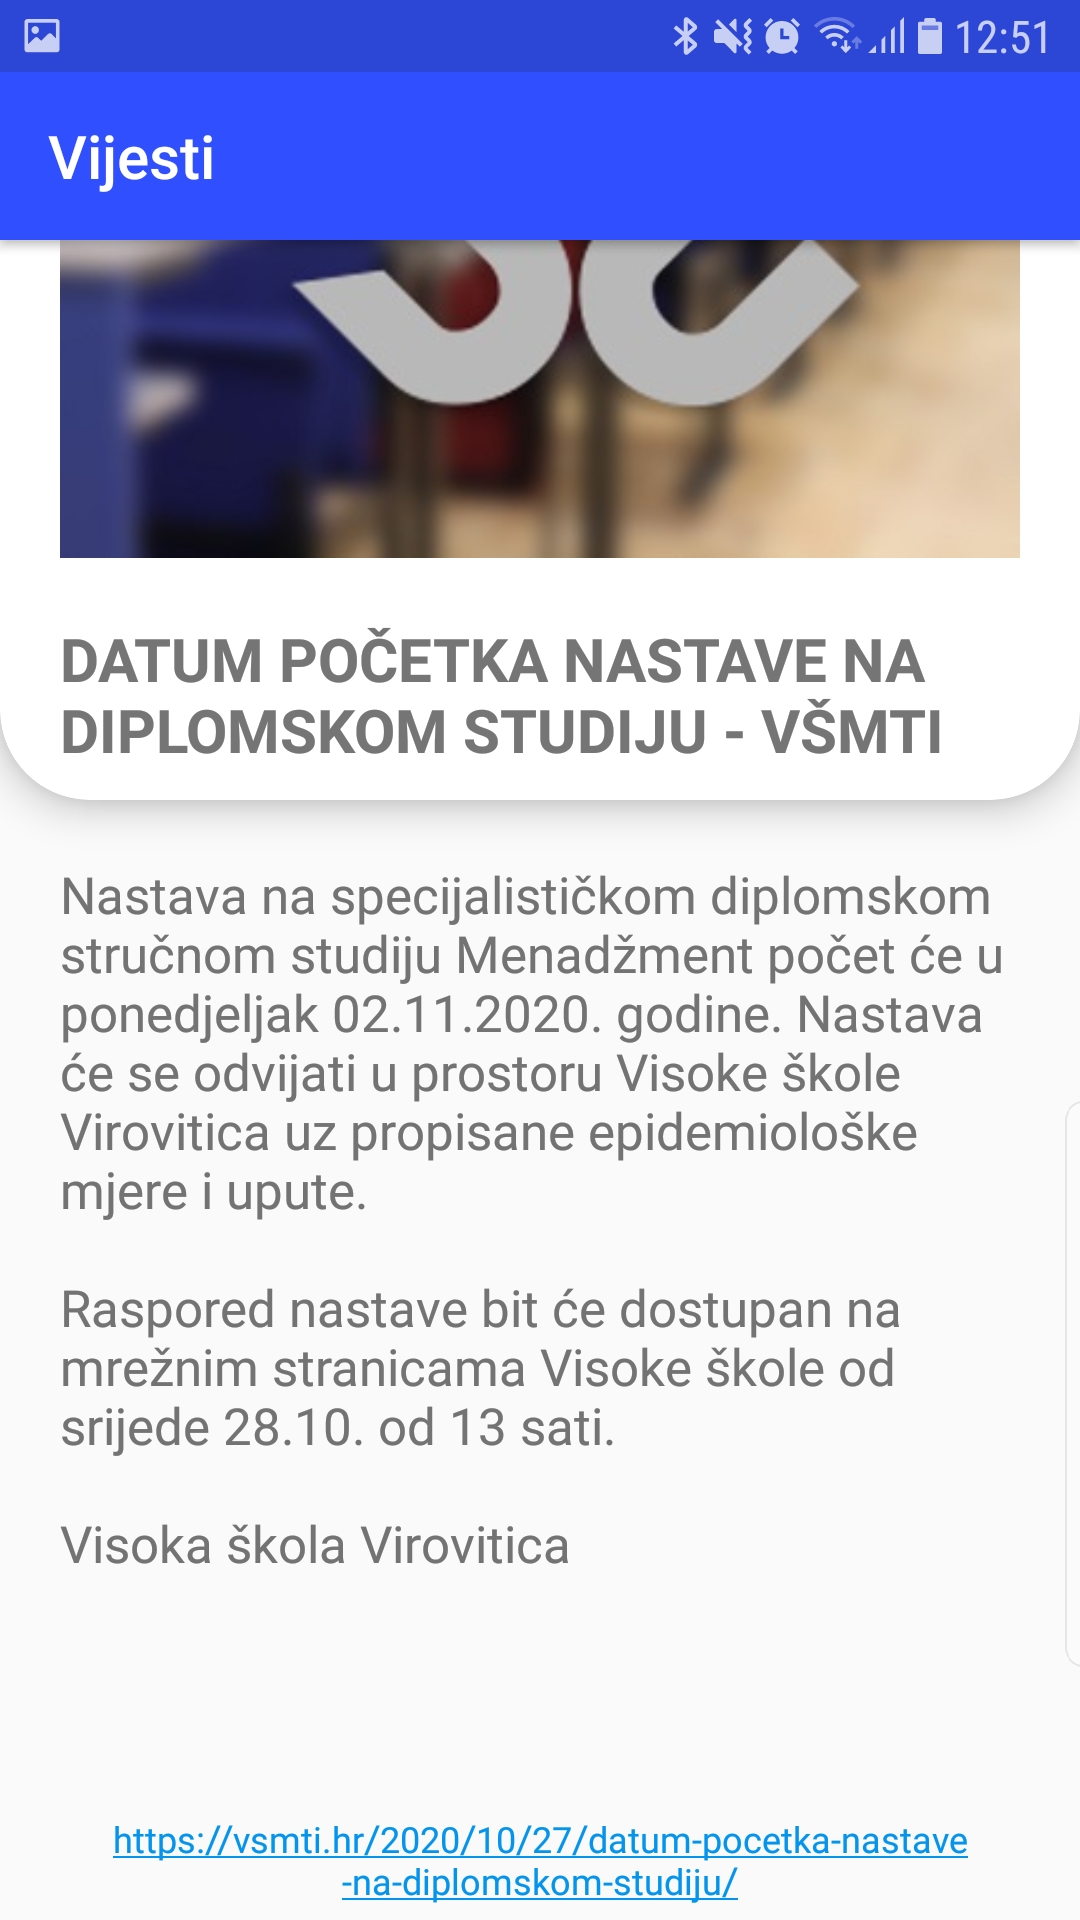 12:51
Vijesti
DATUM POČETKA NASTAVE NA
DIPLOMSKOM STUDIJU - VŠMTI
Nastava na specijalističkom diplomskom
stručnom studiju Menadžment počet će u
ponedjeljak 02.11.2020. godine. Nastava
će se odvijati u prostoru Visoke škole
Virovitica uz propisane epidemiološke
mjere i upute.
Raspored nastave bit će dostupan na
mrežnim stranicama Visoke škole od
srijede 28.10. od 13 sati.
Visoka škola Virovitica
https://vsmti.hr/2020/10/27/datum-pocetka-nastave
-na-diplomskom-studiju/